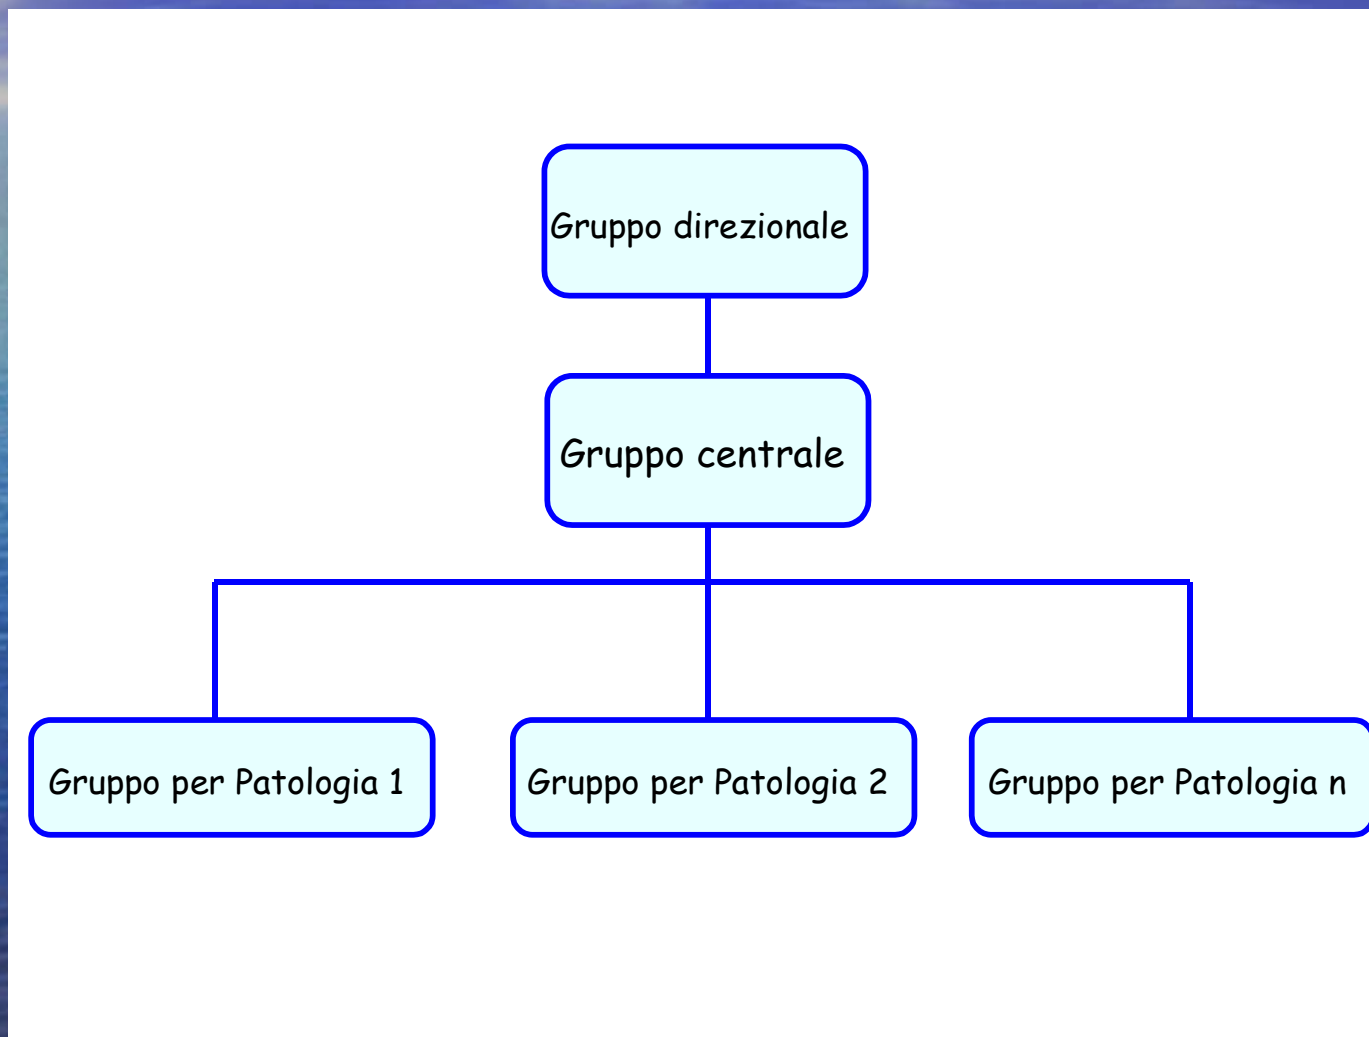 Gruppo direzionale
Gruppo centrale
Gruppo per Patologia 1
Gruppo per Patologia 2
Gruppo per Patologia n